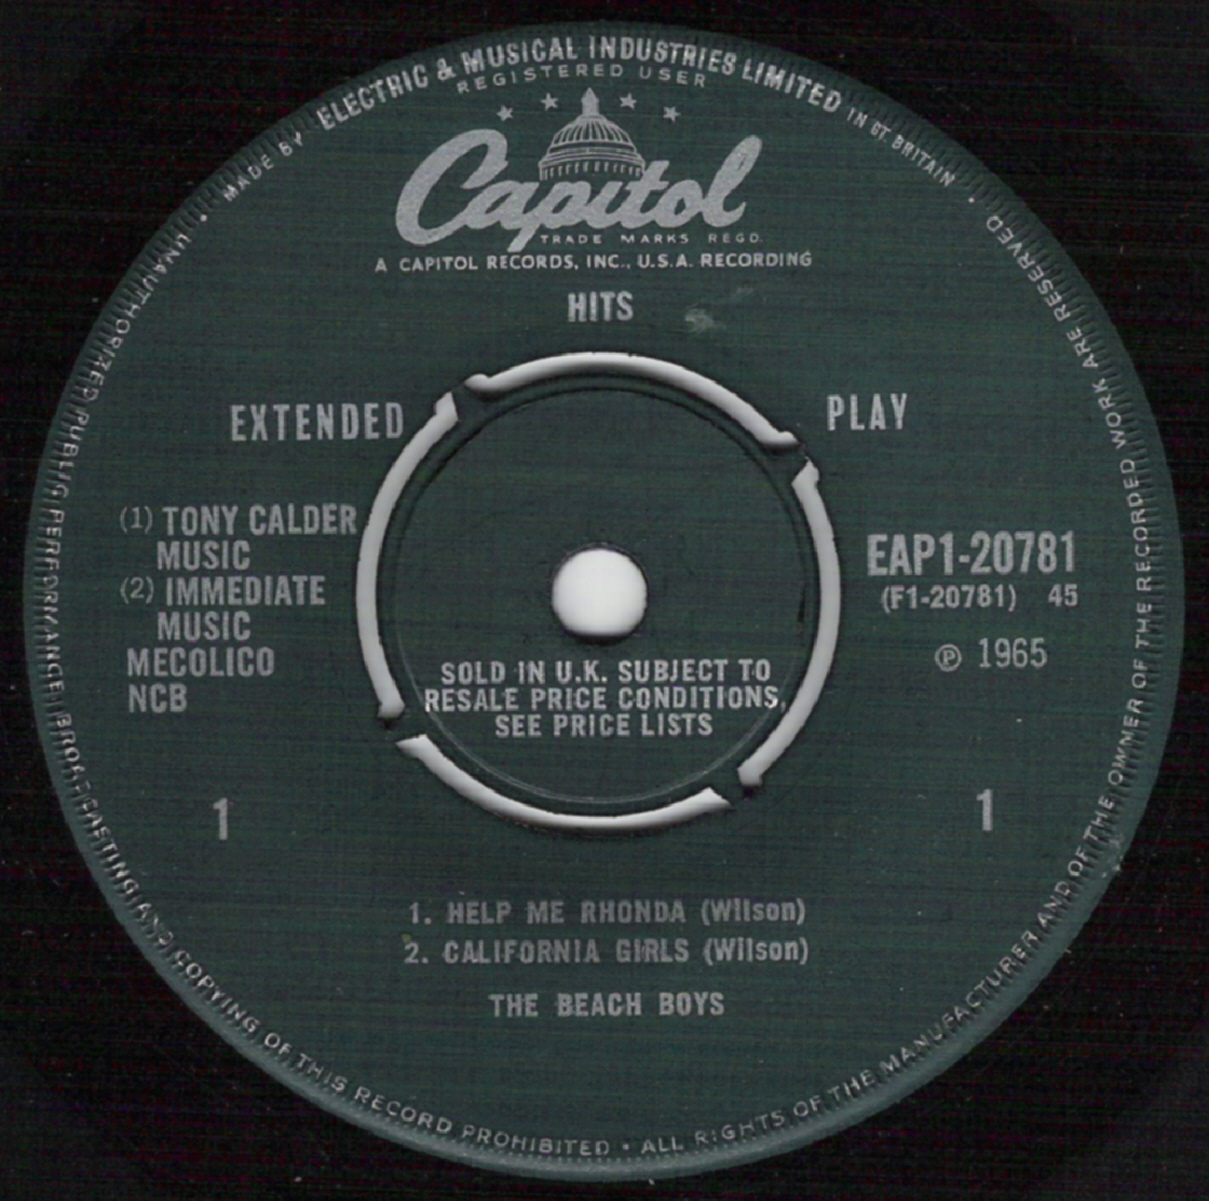 MADE BY ELECTRIC & MUSICAL INDUSTRIES LIMITED IN GT. BRITAIN •
REGISTERED USER
Capitol
TRADE MARKS REGD.
A CAPITOL RECORDS, INC., U.S.A. RECORDING
HITS
EXTENDED PLAY
(1) TONY CALDER
MUSIC
(2) IMMEDIATE
MUSIC
MECOLICO
NCB
EAP1-20781
(F1-20781) 45
℗ 1965
SOLD IN U.K. SUBJECT TO
RESALE PRICE CONDITIONS,
SEE PRICE LISTS
1
1
1. HELP ME RHONDA (Wilson)
2. CALIFORNIA GIRLS (Wilson)
THE BEACH BOYS
UNAUTHORIZED PUBLIC PERFORMANCE BROADCASTING AND COPYING OF THIS RECORD PROHIBITED • ALL RIGHTS OF THE MANUFACTURER AND OF THE OWNER OF THE RECORDED WORK ARE RESERVED •